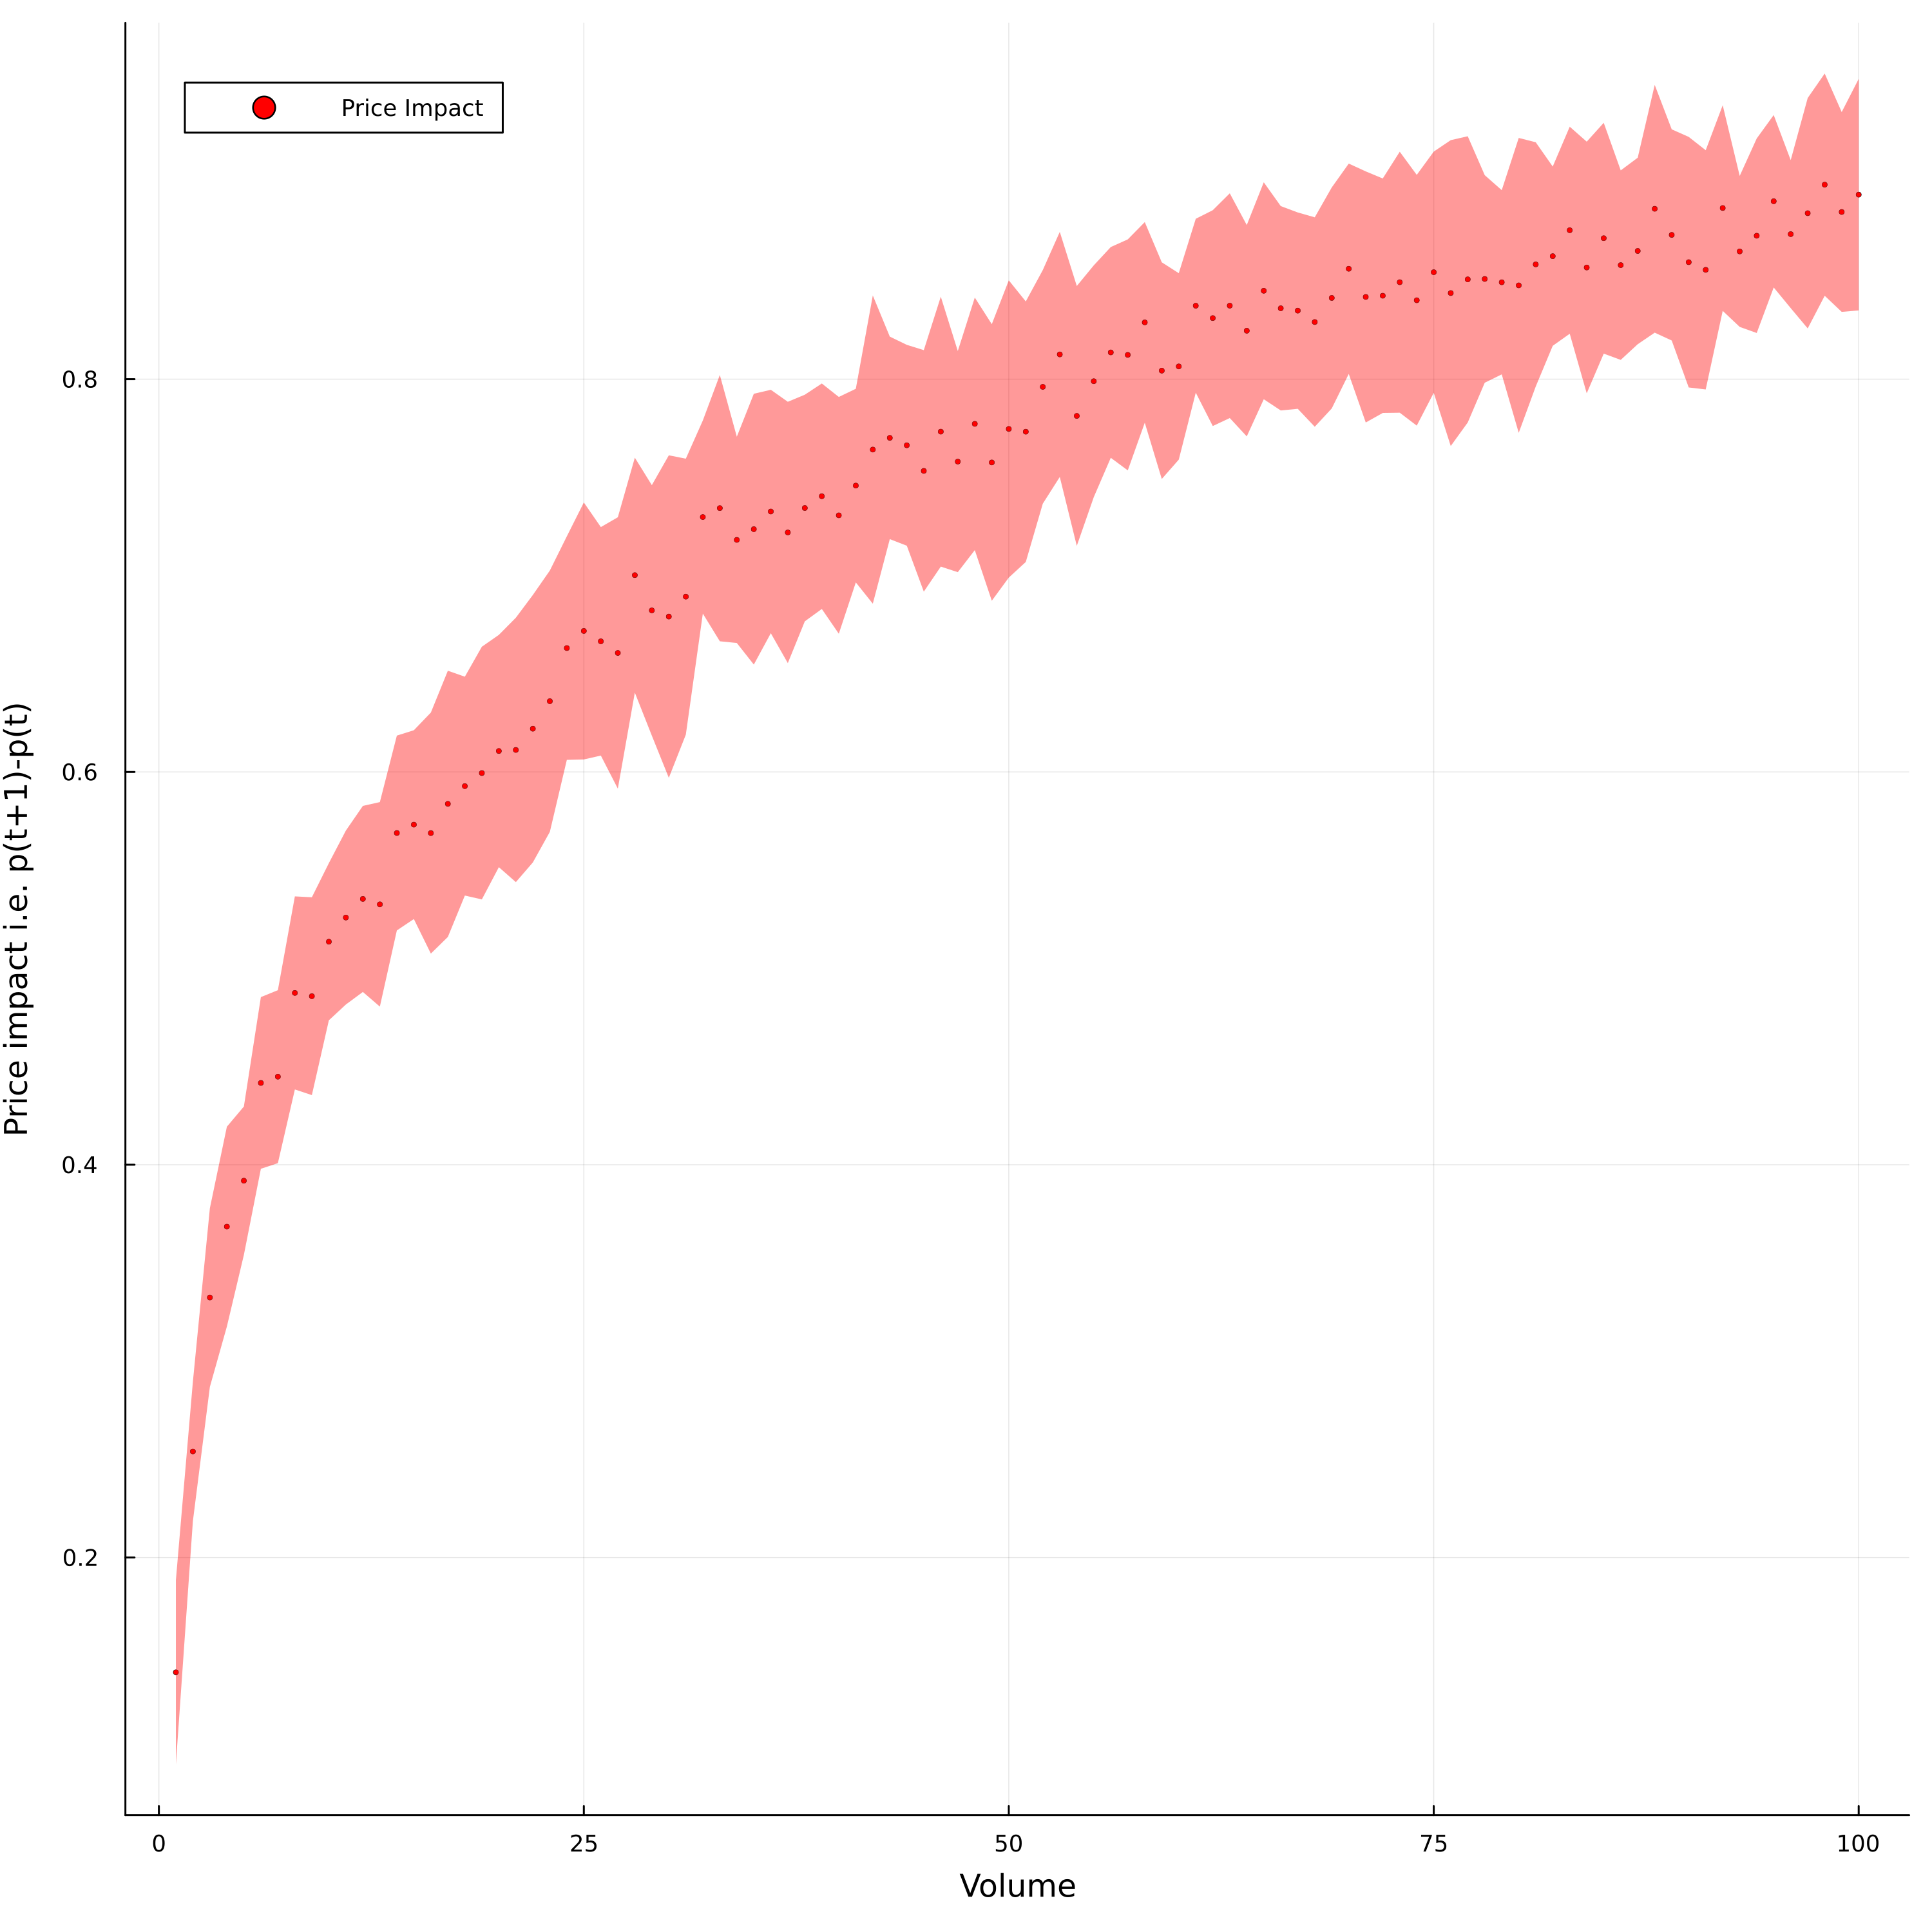 Price Impact
Price impact i.e. p(t+1)-p(t)
0.8
0.6
0.4
0.2
0 25 50 75 100
Volume